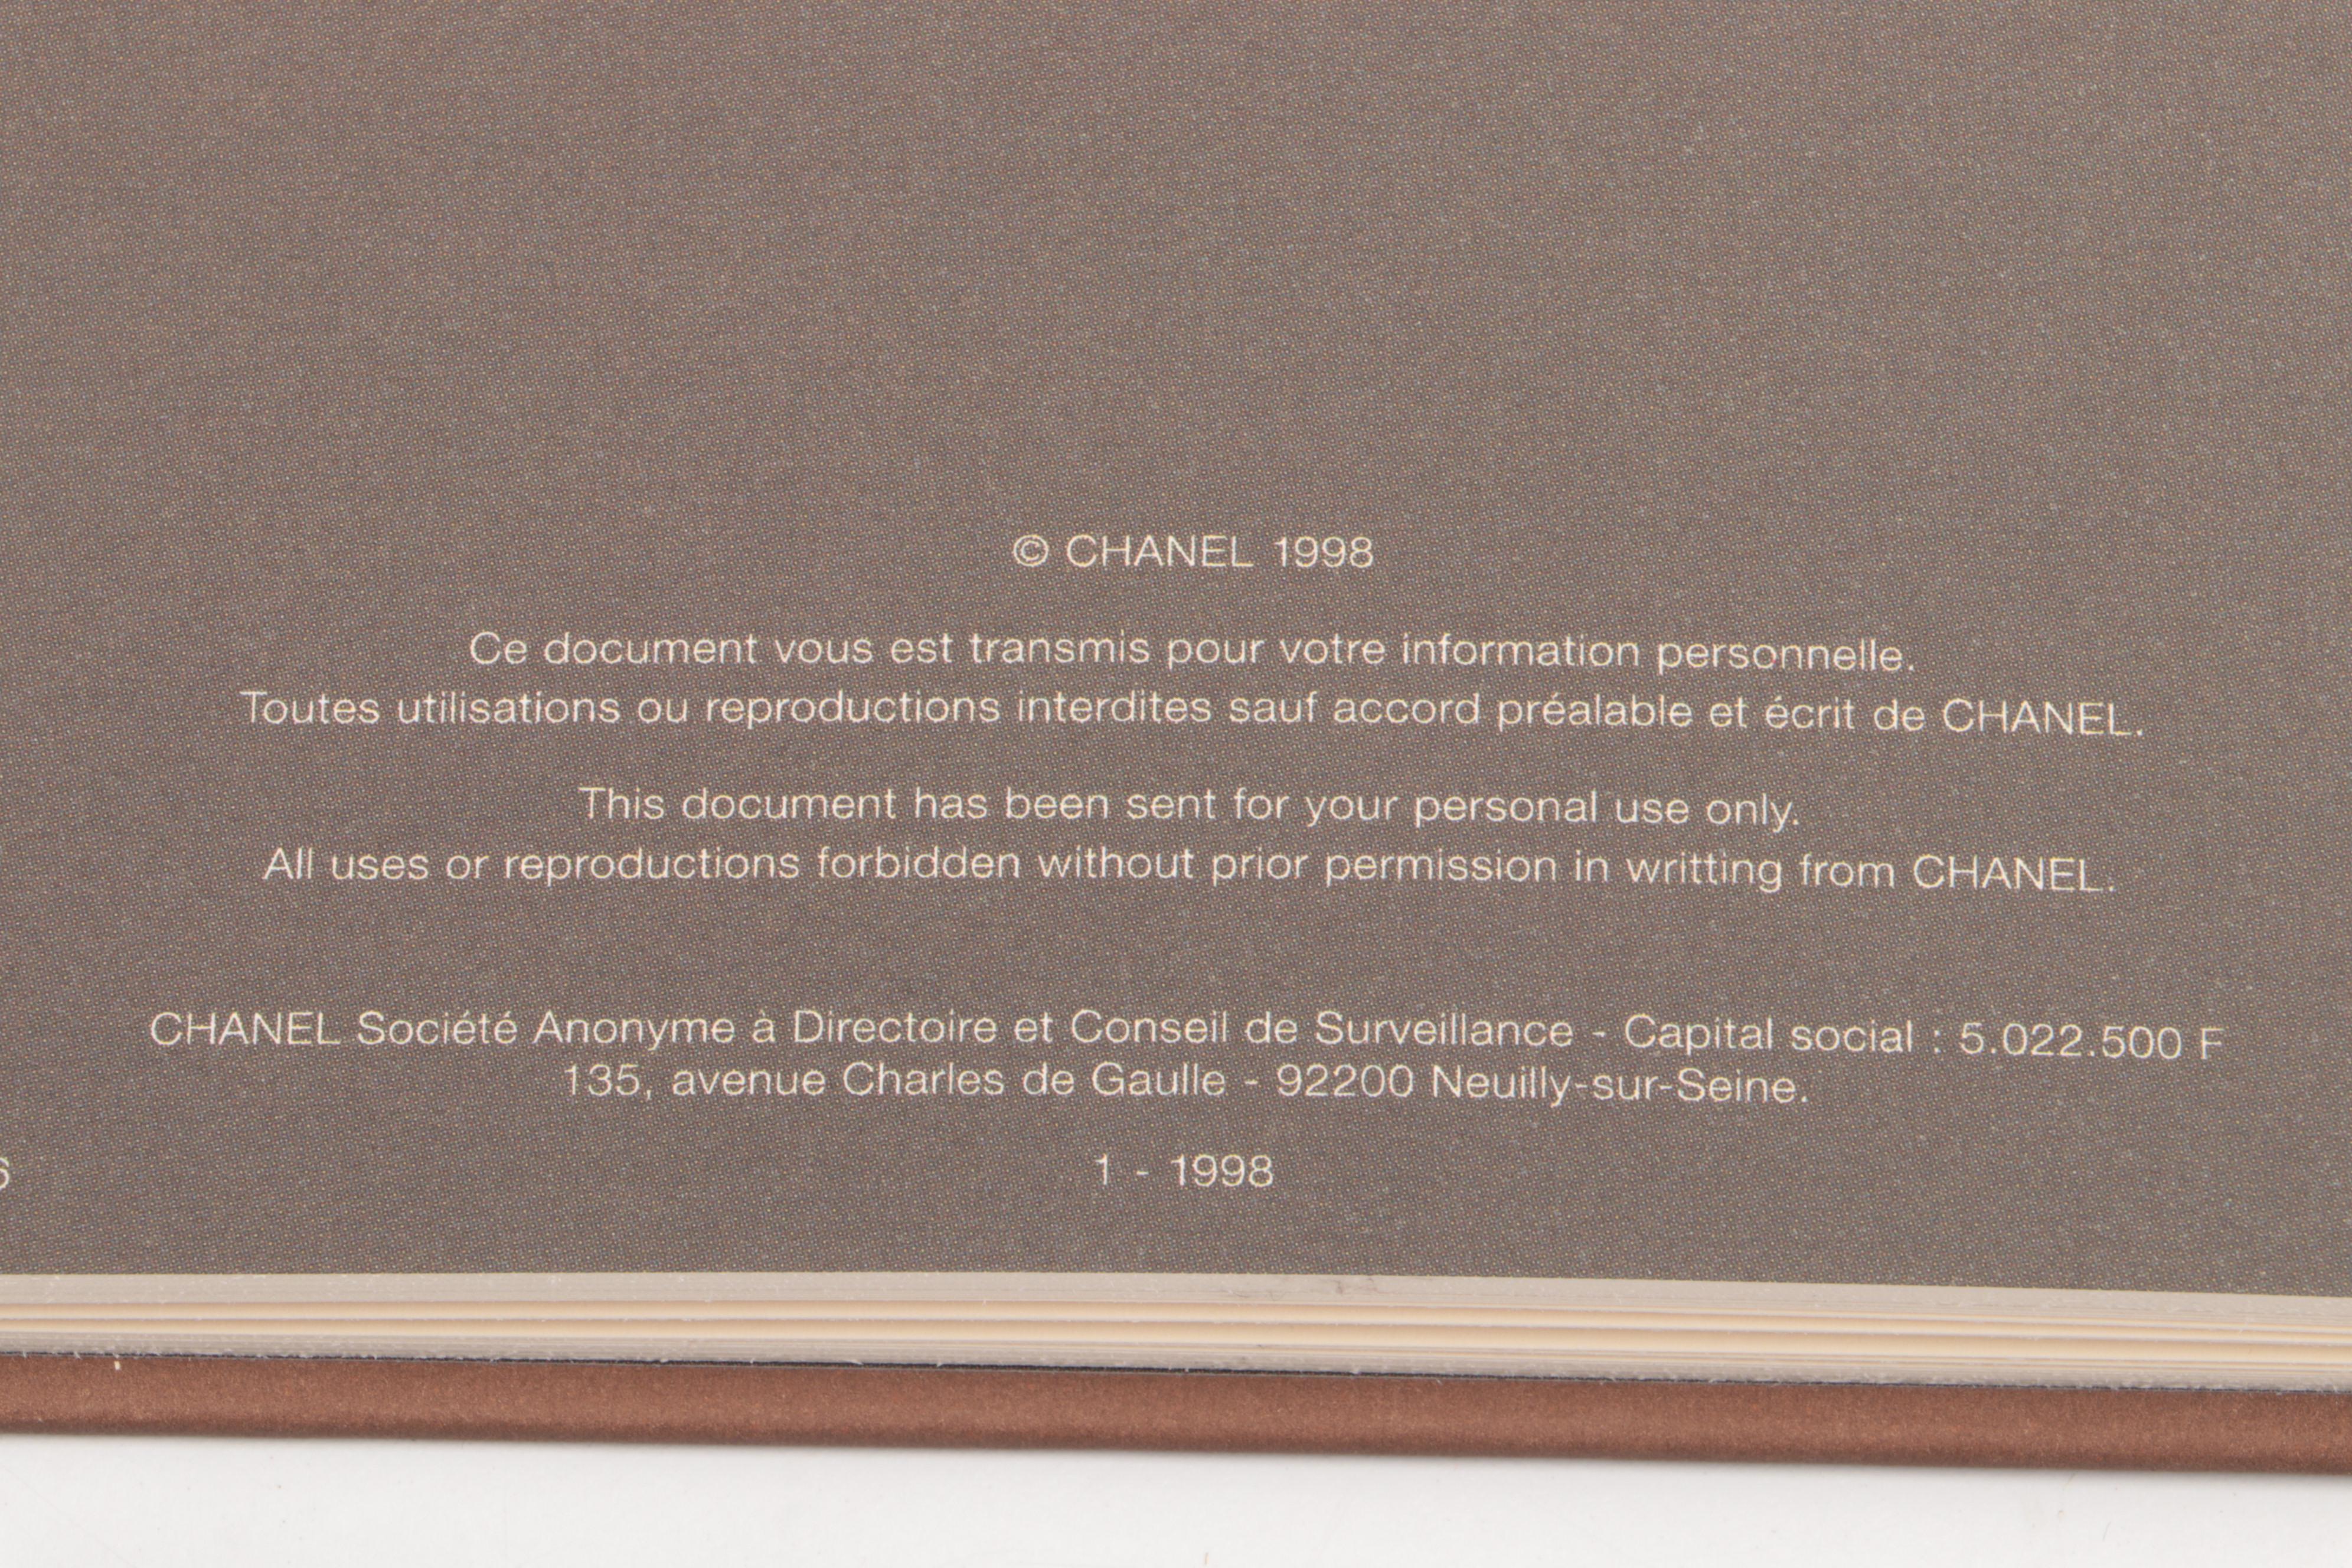 © CHANEL 1998
Ce document vous est transmis pour votre information personnelle.
Toutes utilisations ou reproductions interdites sauf accord préalable et écrit de CHANEL.
This document has been sent for your personal use only.
All uses or reproductions forbidden without prior permission in writting from CHANEL.
CHANEL Société Anonyme à Directoire et Conseil de Surveillance - Capital social : 5.022.500 F
135, avenue Charles de Gaulle - 92200 Neuilly-sur-Seine.
1 - 1998